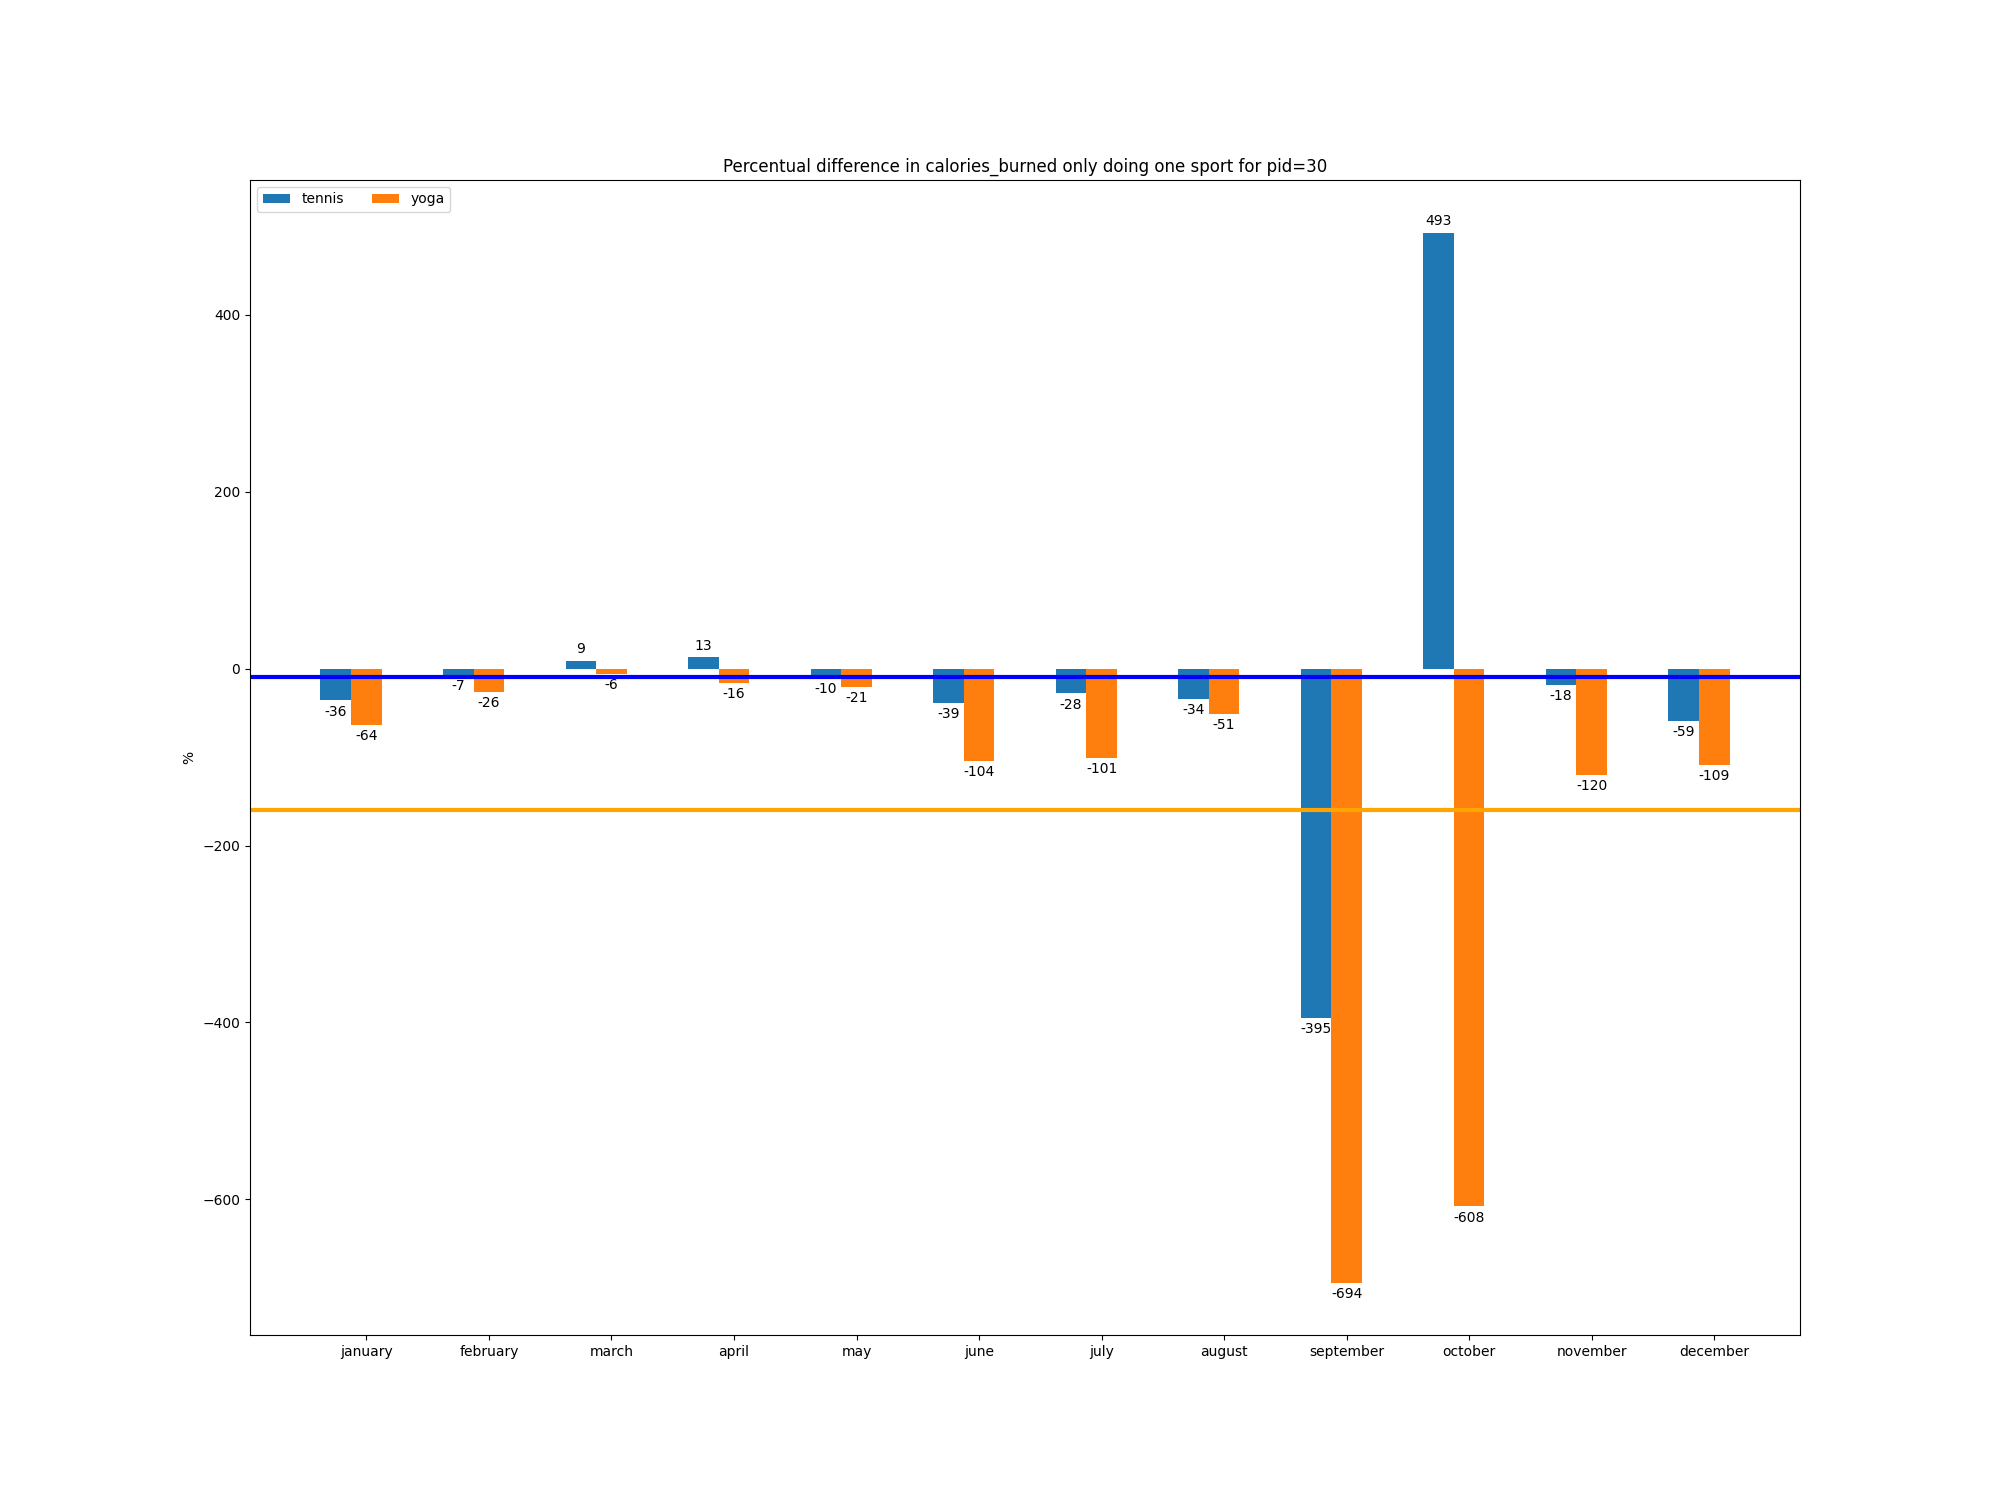 Percentual difference in calories_burned only doing one sport for pid=30
tennis yoga
493
400
200
9 13
0
-7 -6 -16 -10 -21 -18
-36 -26 -39 -28 -34 -51
-64 -59
% -104 -101 -120 -109
−200
−400
-395
−600
-608
-694
january february march april may june july august september october november december